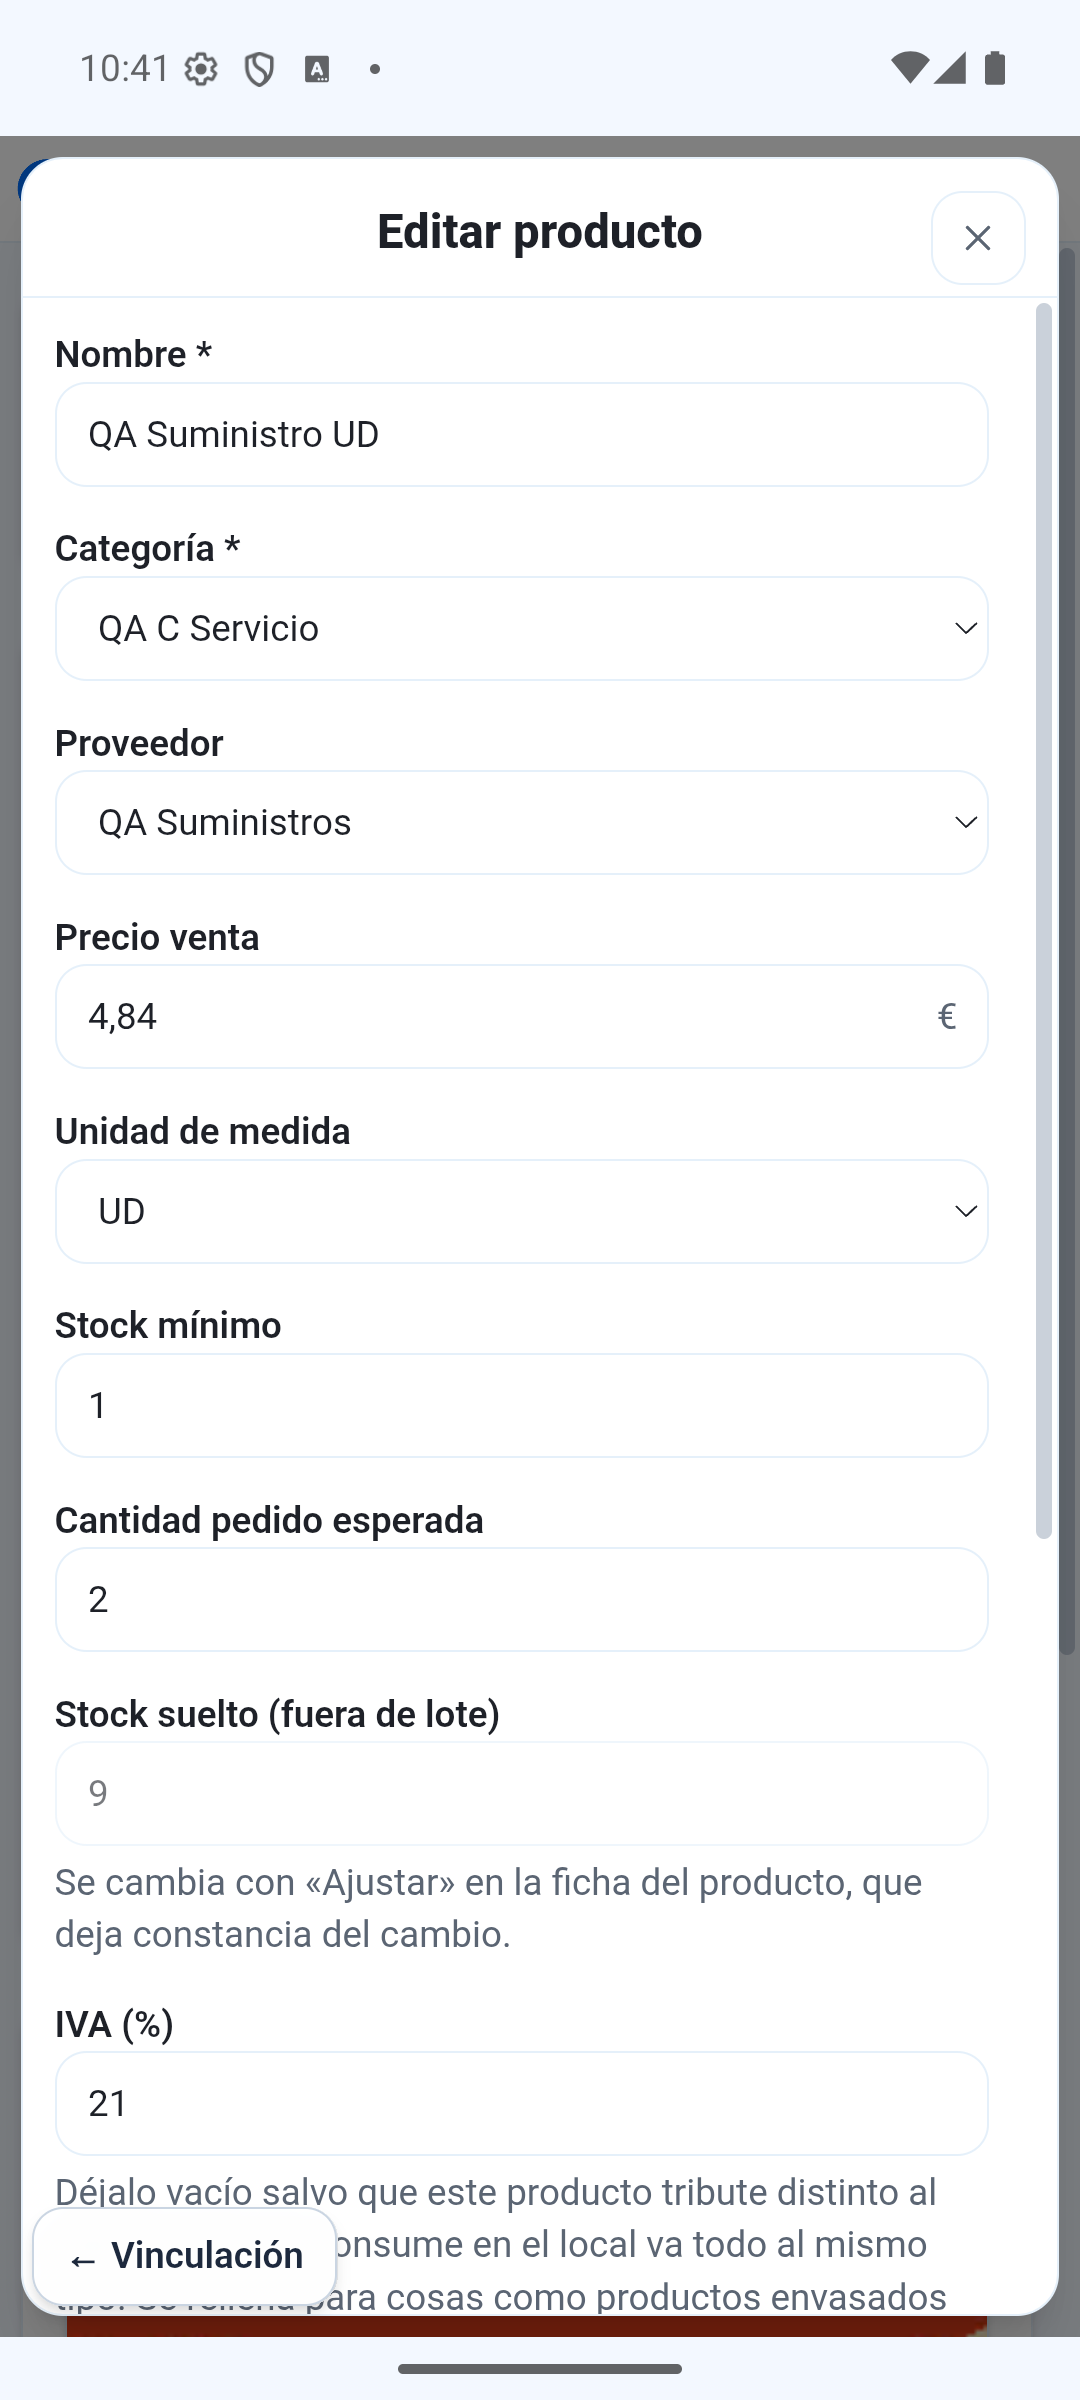 10:41
Editar producto
Nombre *
QA Suministro UD
Categoría *
QA C Servicio
Proveedor
QA Suministros
Precio venta
4,84 €
Unidad de medida
UD
Stock mínimo
1
Cantidad pedido esperada
2
Stock suelto (fuera de lote)
9
Se cambia con «Ajustar» en la ficha del producto, que
deja constancia del cambio.
IVA (%)
21
Déjalo vacío salvo que este producto tribute distinto al
en el local va todo al mismo
← Vinculación
para cosas como productos envasados